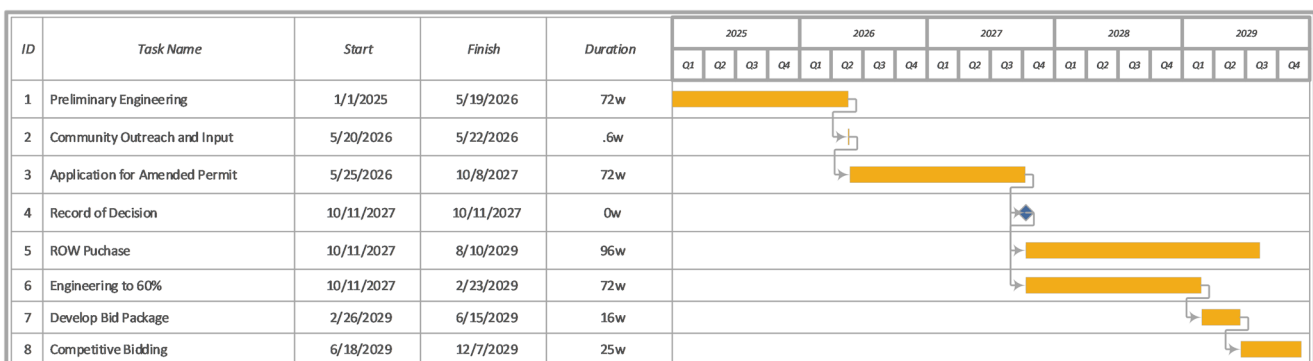 ID Task Name Start Finish Duration 2025 2026 2027 2028 2029
Q1 Q2 Q3 Q4 Q1 Q2 Q3 Q4 Q1 Q2 Q3 Q4 Q1 Q2 Q3 Q4 Q1 Q2 Q3 Q4
1 Preliminary Engineering 1/1/2025 5/19/2026 72w
2 Community Outreach and Input 5/20/2026 5/22/2026 .6w
3 Application for Amended Permit 5/25/2026 10/8/2027 72w
4 Record of Decision 10/11/2027 10/11/2027 0w
5 ROW Puchase 10/11/2027 8/10/2029 96w
6 Engineering to 60% 10/11/2027 2/23/2029 72w
7 Develop Bid Package 2/26/2029 6/15/2029 16w
8 Competitive Bidding 6/18/2029 12/7/2029 25w